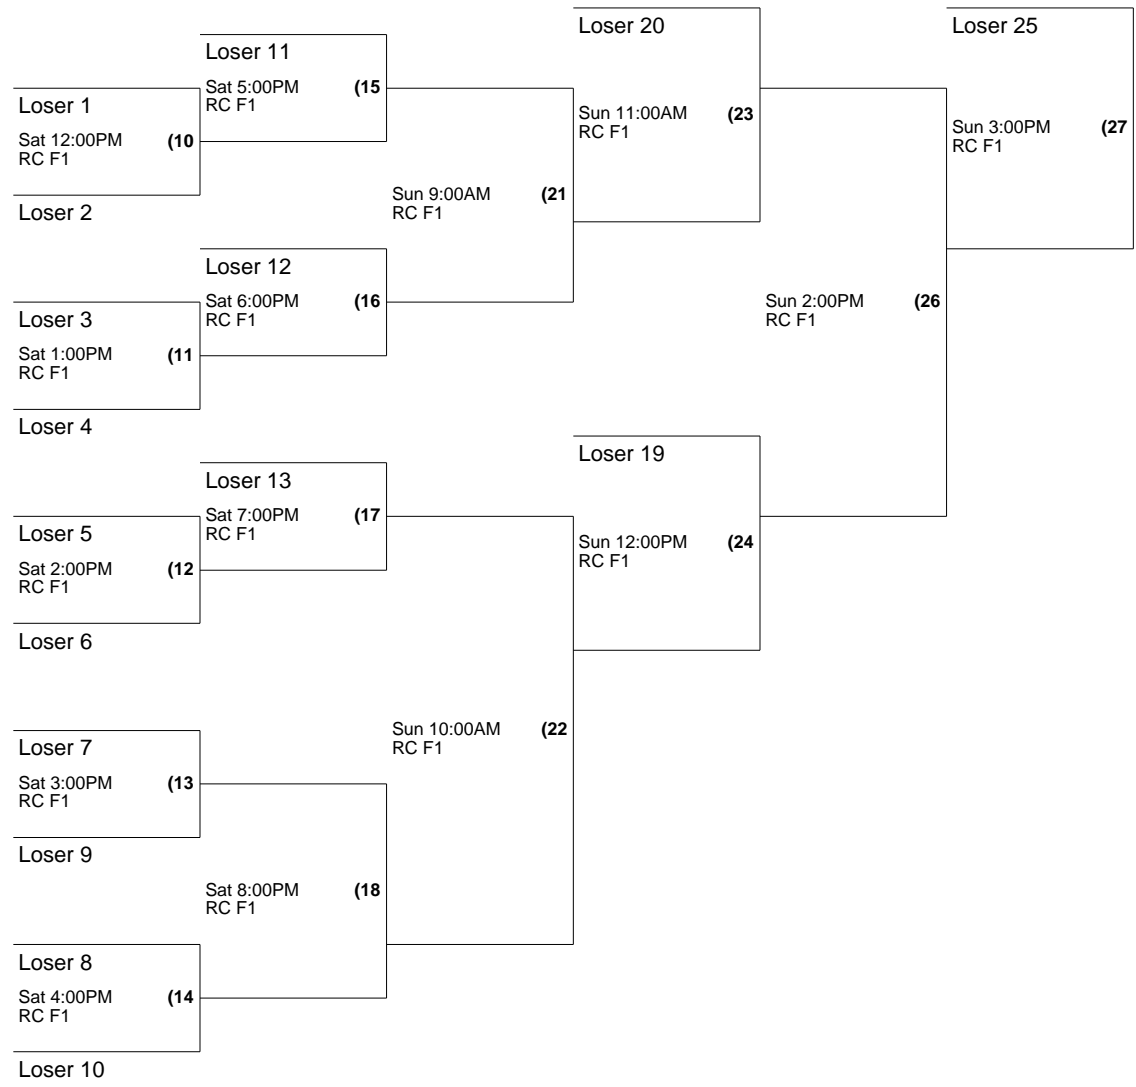 Loser 20
Loser 25
Loser 11
Sat 5:00PM (15
RC F1
Loser 1
Sat 12:00PM (10
RC F1
Loser 2
Sun 11:00AM (23
RC F1
Sun 3:00PM (27
RC F1
Sun 9:00AM (21
RC F1
Loser 12
Sat 6:00PM (16
RC F1
Loser 3
Sat 1:00PM (11
RC F1
Loser 4
Sun 2:00PM (26
RC F1
Loser 19
Loser 13
Sat 7:00PM (17
RC F1
Loser 5
Sat 2:00PM (12
RC F1
Loser 6
Sun 12:00PM (24
RC F1
Sun 10:00AM (22
RC F1
Loser 7
Sat 3:00PM (13
RC F1
Loser 9
Sat 8:00PM (18
RC F1
Loser 8
Sat 4:00PM (14
RC F1
Loser 10